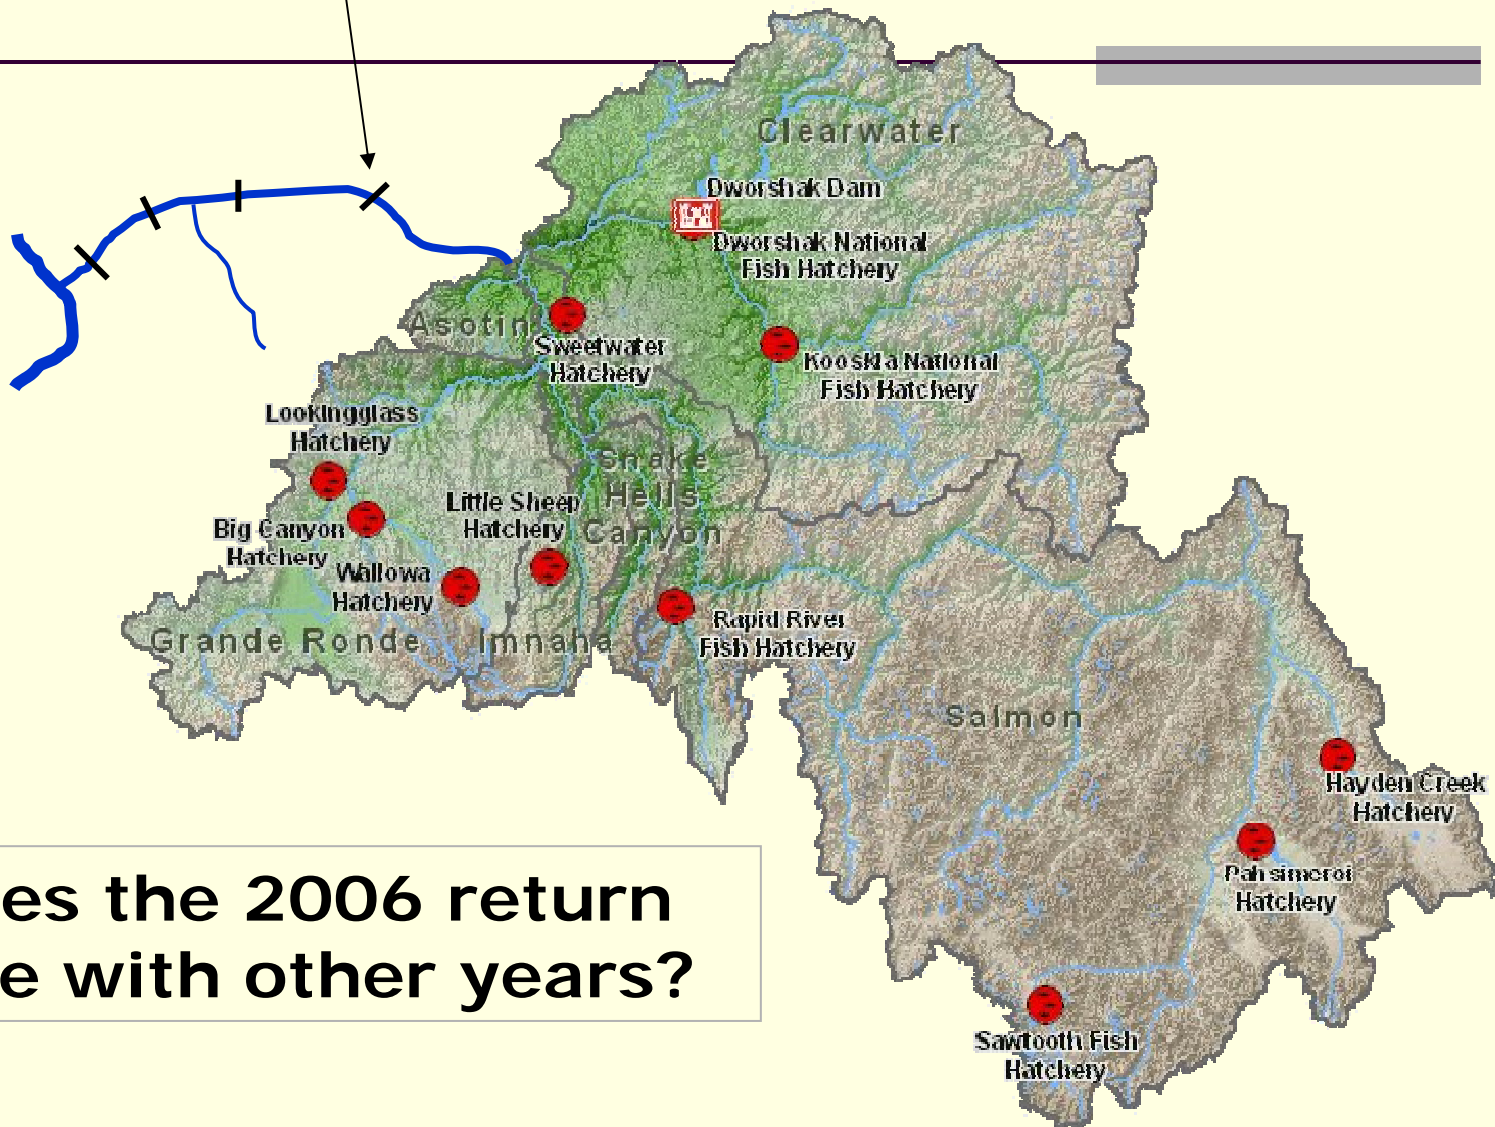 Clearwater
Dworshak Dam
Dworshak National
Fish Hatchery
Asotin
Sweetwater
Hatchery
Kooskia National
Fish Hatchery
Lookingglass
Hatchery
Snake
Hells
Canyon
Little Sheep
Hatchery
Big Canyon
Hatchery
Wallowa
Hatchery
Rapid River
Fish Hatchery
Grande Ronde
Imnaha
Salmon
Hayden Creek
Hatchery
Pahsimeroi
Hatchery
es the 2006 return
e with other years?
Sawtooth Fish
Hatchery